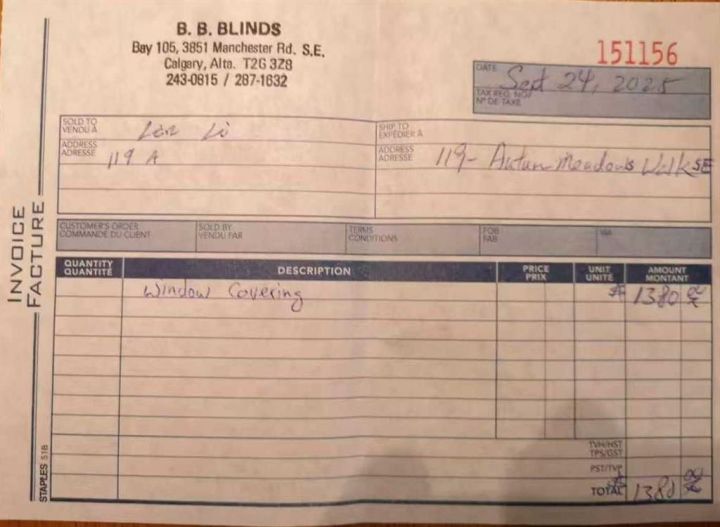 B. B. BLINDS
Bay 105, 3851 Manchester Rd. S.E.
Calgary, Alta. T2G 3Z8
243-0815 / 287-1632
151156
DATE Sept 24, 2025
TAX REG. NO.
Nº DE TAXE
INVOICE
FACTURE
SOLD TO
VENDU À
Li
ADDRESS
ADRESSE
119 A
SHIP TO
EXPÉDIER À
ADDRESS
ADRESSE
119- Autum Meadows Walk SE
CUSTOMER'S ORDER
COMMANDE DU CLIENT
SOLD BY
VENDU PAR
TERMS
CONDITIONS
FOB
FAB
VIA
QUANTITY
QUANTITÉ
DESCRIPTION
PRICE
PRIX
UNIT
UNITÉ
AMOUNT
MONTANT
Window Covering $ 1380 00
TVH/HST
TPS/GST
PST/TVP
TOTAL $ 1380 00
STAPLES 51B